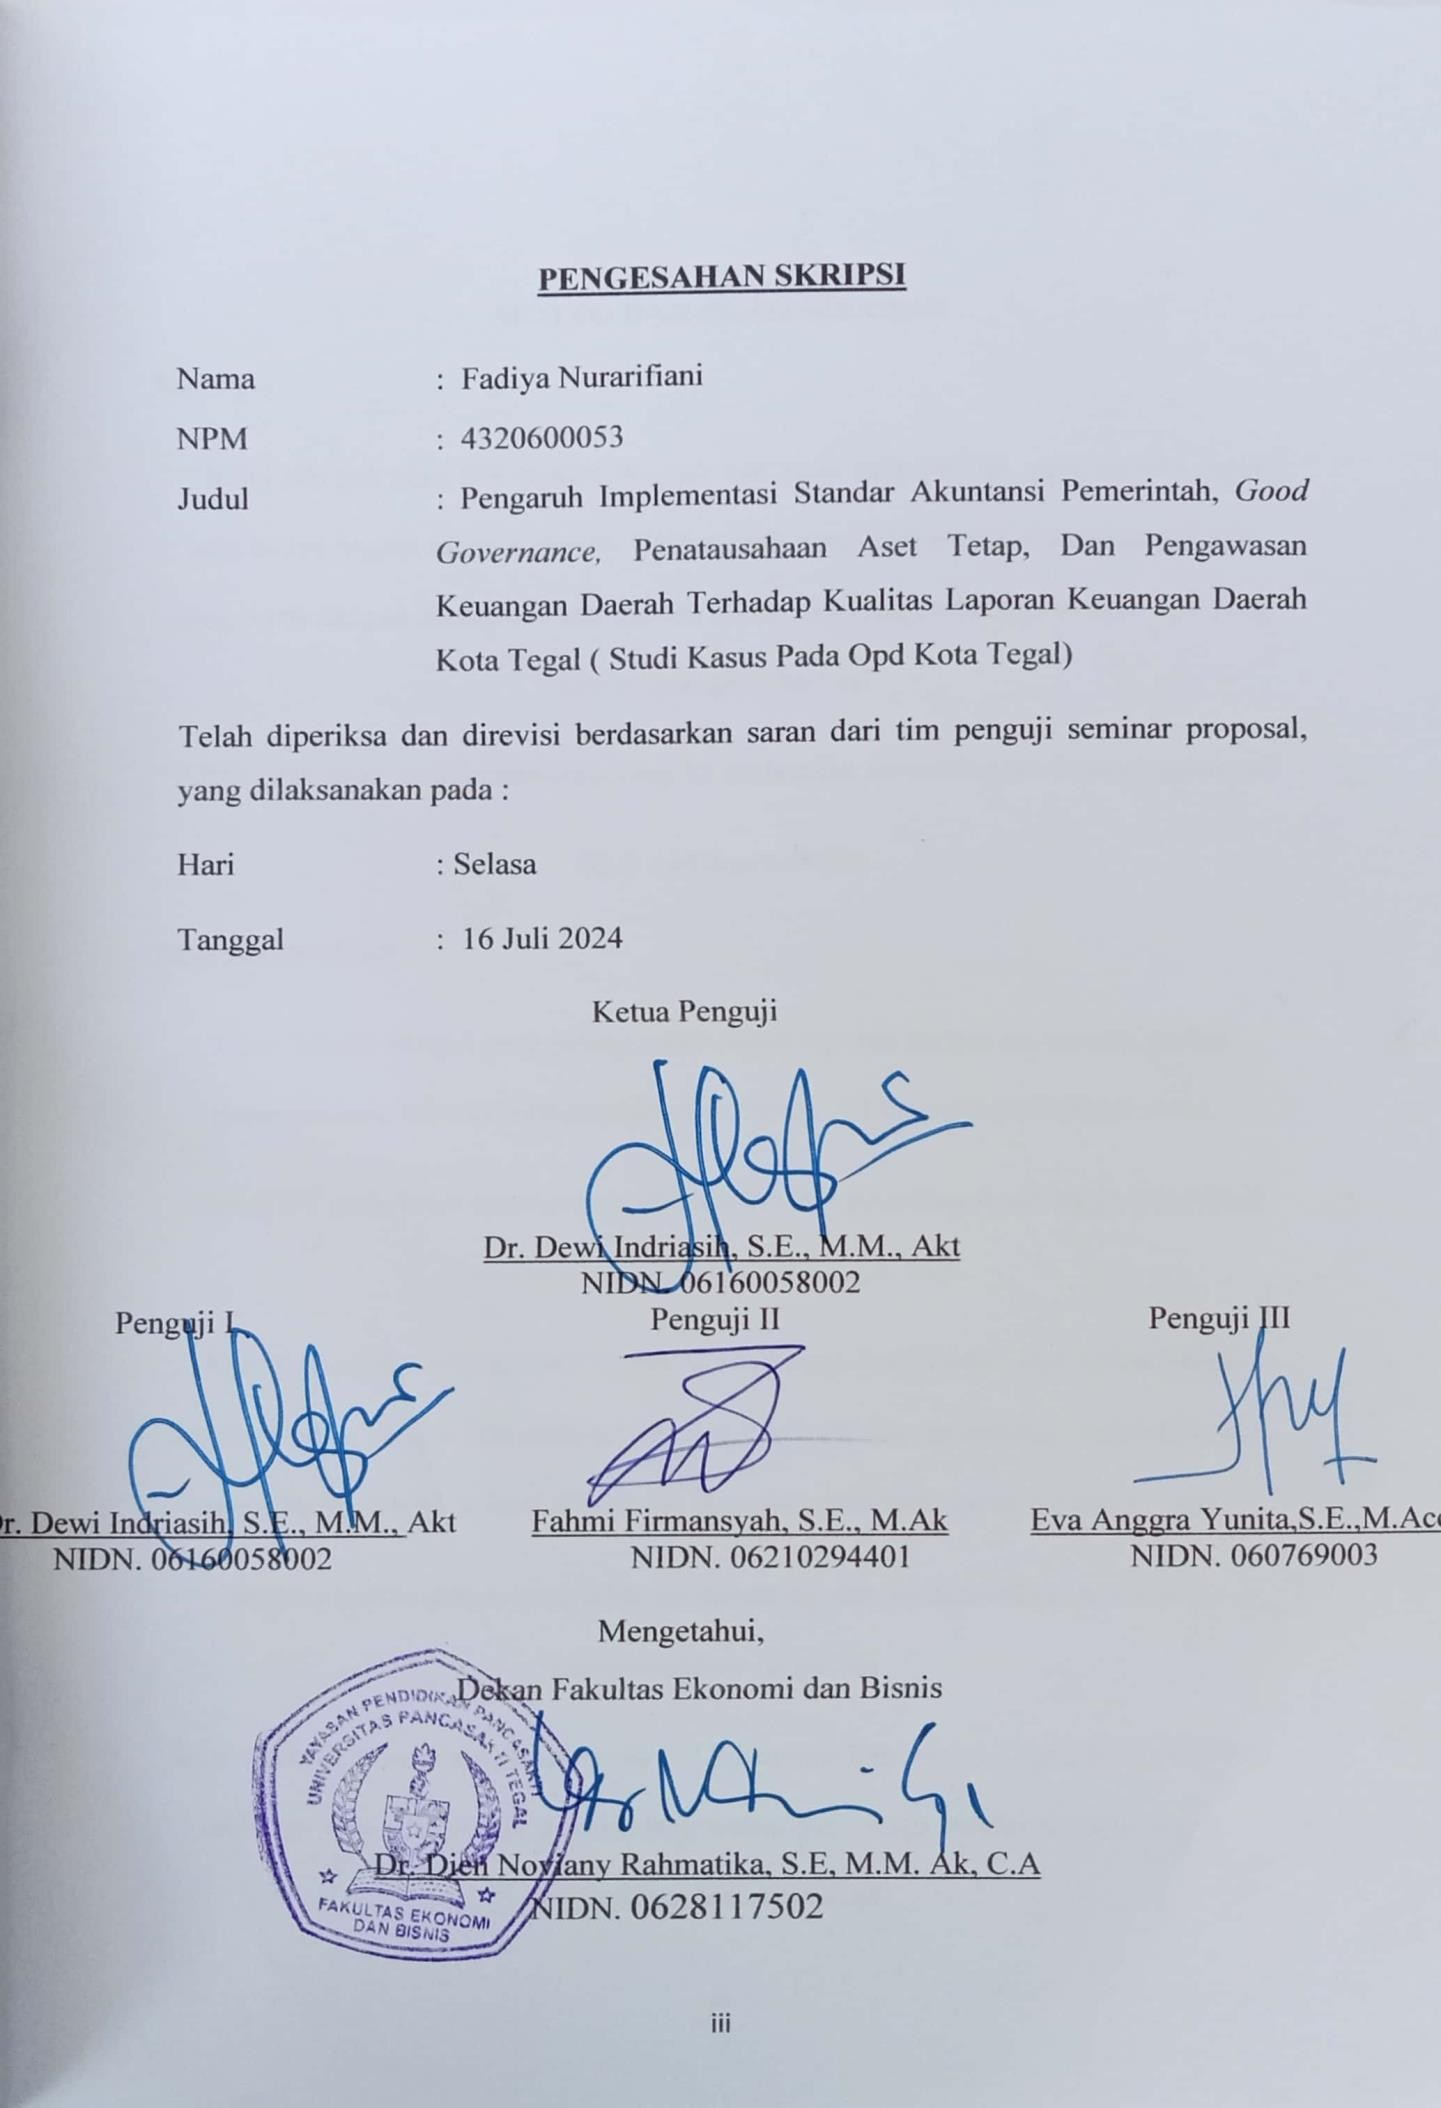 PENGESAHAN SKRIPSI
Nama : Fadiya Nurarifiani
NPM : 4320600053
Judul : Pengaruh Implementasi Standar Akuntansi Pemerintah, Good
Governance, Penatausahaan Aset Tetap, Dan Pengawasan
Keuangan Daerah Terhadap Kualitas Laporan Keuangan Daerah
Kota Tegal ( Studi Kasus Pada Opd Kota Tegal)
Telah diperiksa dan direvisi berdasarkan saran dari tim penguji seminar proposal,
yang dilaksanakan pada :
Hari : Selasa
Tanggal : 16 Juli 2024
Ketua Penguji
Dr. Dewi Indriasih, S.E., M.M., Akt
NIDN. 06160058002
Penguji I Penguji II Penguji III
r. Dewi Indriasih, S.E., M.M., Akt Fahmi Firmansyah, S.E., M.Ak Eva Anggra Yunita,S.E.,M.Acc
NIDN. 06160058002 NIDN. 06210294401 NIDN. 060769003
Mengetahui,
Dekan Fakultas Ekonomi dan Bisnis
YAYASAN PENDIDIKAN PANCASAKTI
UNIVERSITAS PANCASAKTI TEGAL
Dr. Dien Noviany Rahmatika, S.E, M.M. Ak, C.A
FAKULTAS EKONOMI
DAN BISNIS
NIDN. 0628117502
iii